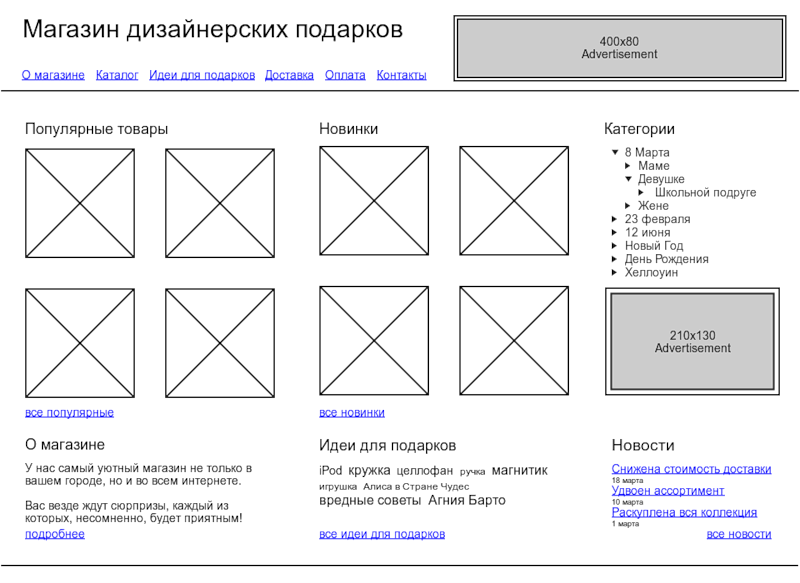 Магазин дизайнерских подарков
400x80
Advertisement
О магазине Каталог Идеи для подарков Доставка Оплата Контакты
Популярные товары
все популярные
Новинки
все новинки
Категории
8 Марта
Маме
Девушке
Школьной подруге
Жене
23 февраля
12 июня
Новый Год
День Рождения
Хеллоуин
210x130
Advertisement
О магазине
У нас самый уютный магазин не только в
вашем городе, но и во всем интернете.
Вас везде ждут сюрпризы, каждый из
которых, несомненно, будет приятным!
подробнее
Идеи для подарков
iPod кружка целлофан ручка магнитик
игрушка Алиса в Стране Чудес
вредные советы Агния Барто
все идеи для подарков
Новости
Снижена стоимость доставки
18 марта
Удвоен ассортимент
10 марта
Раскуплена вся коллекция
1 марта
все новости